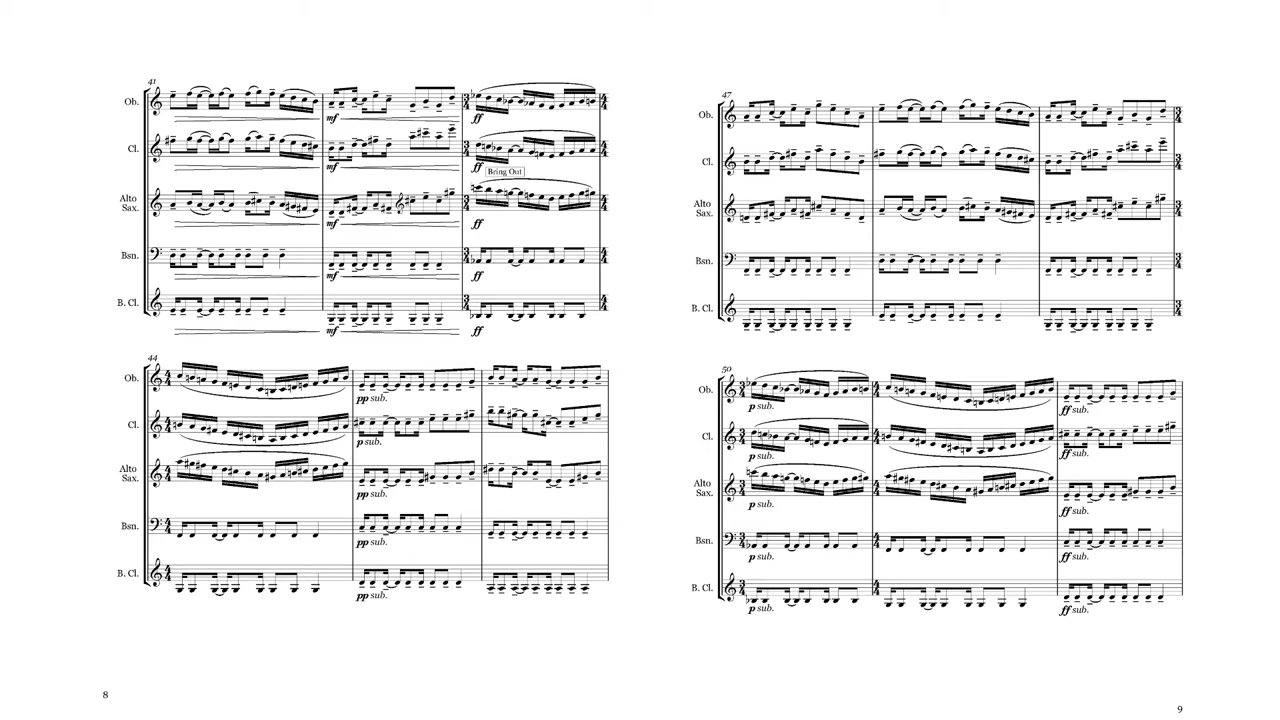 41
Ob.
mf
ff
Cl.
mf
ff
Bring Out
Alto
Sax.
mf
ff
Bsn.
mf
ff
B. Cl.
mf
ff
44
Ob.
pp sub.
Cl.
p sub.
Alto
Sax.
pp sub.
Bsn.
pp sub.
B. Cl.
pp sub.
8
47
Ob.
Cl.
Alto
Sax.
Bsn.
B. Cl.
50
Ob.
p sub.
ff sub.
Cl.
p sub.
ff sub.
Alto
Sax.
p sub.
ff sub.
Bsn.
p sub.
ff sub.
B. Cl.
p sub.
ff sub.
9